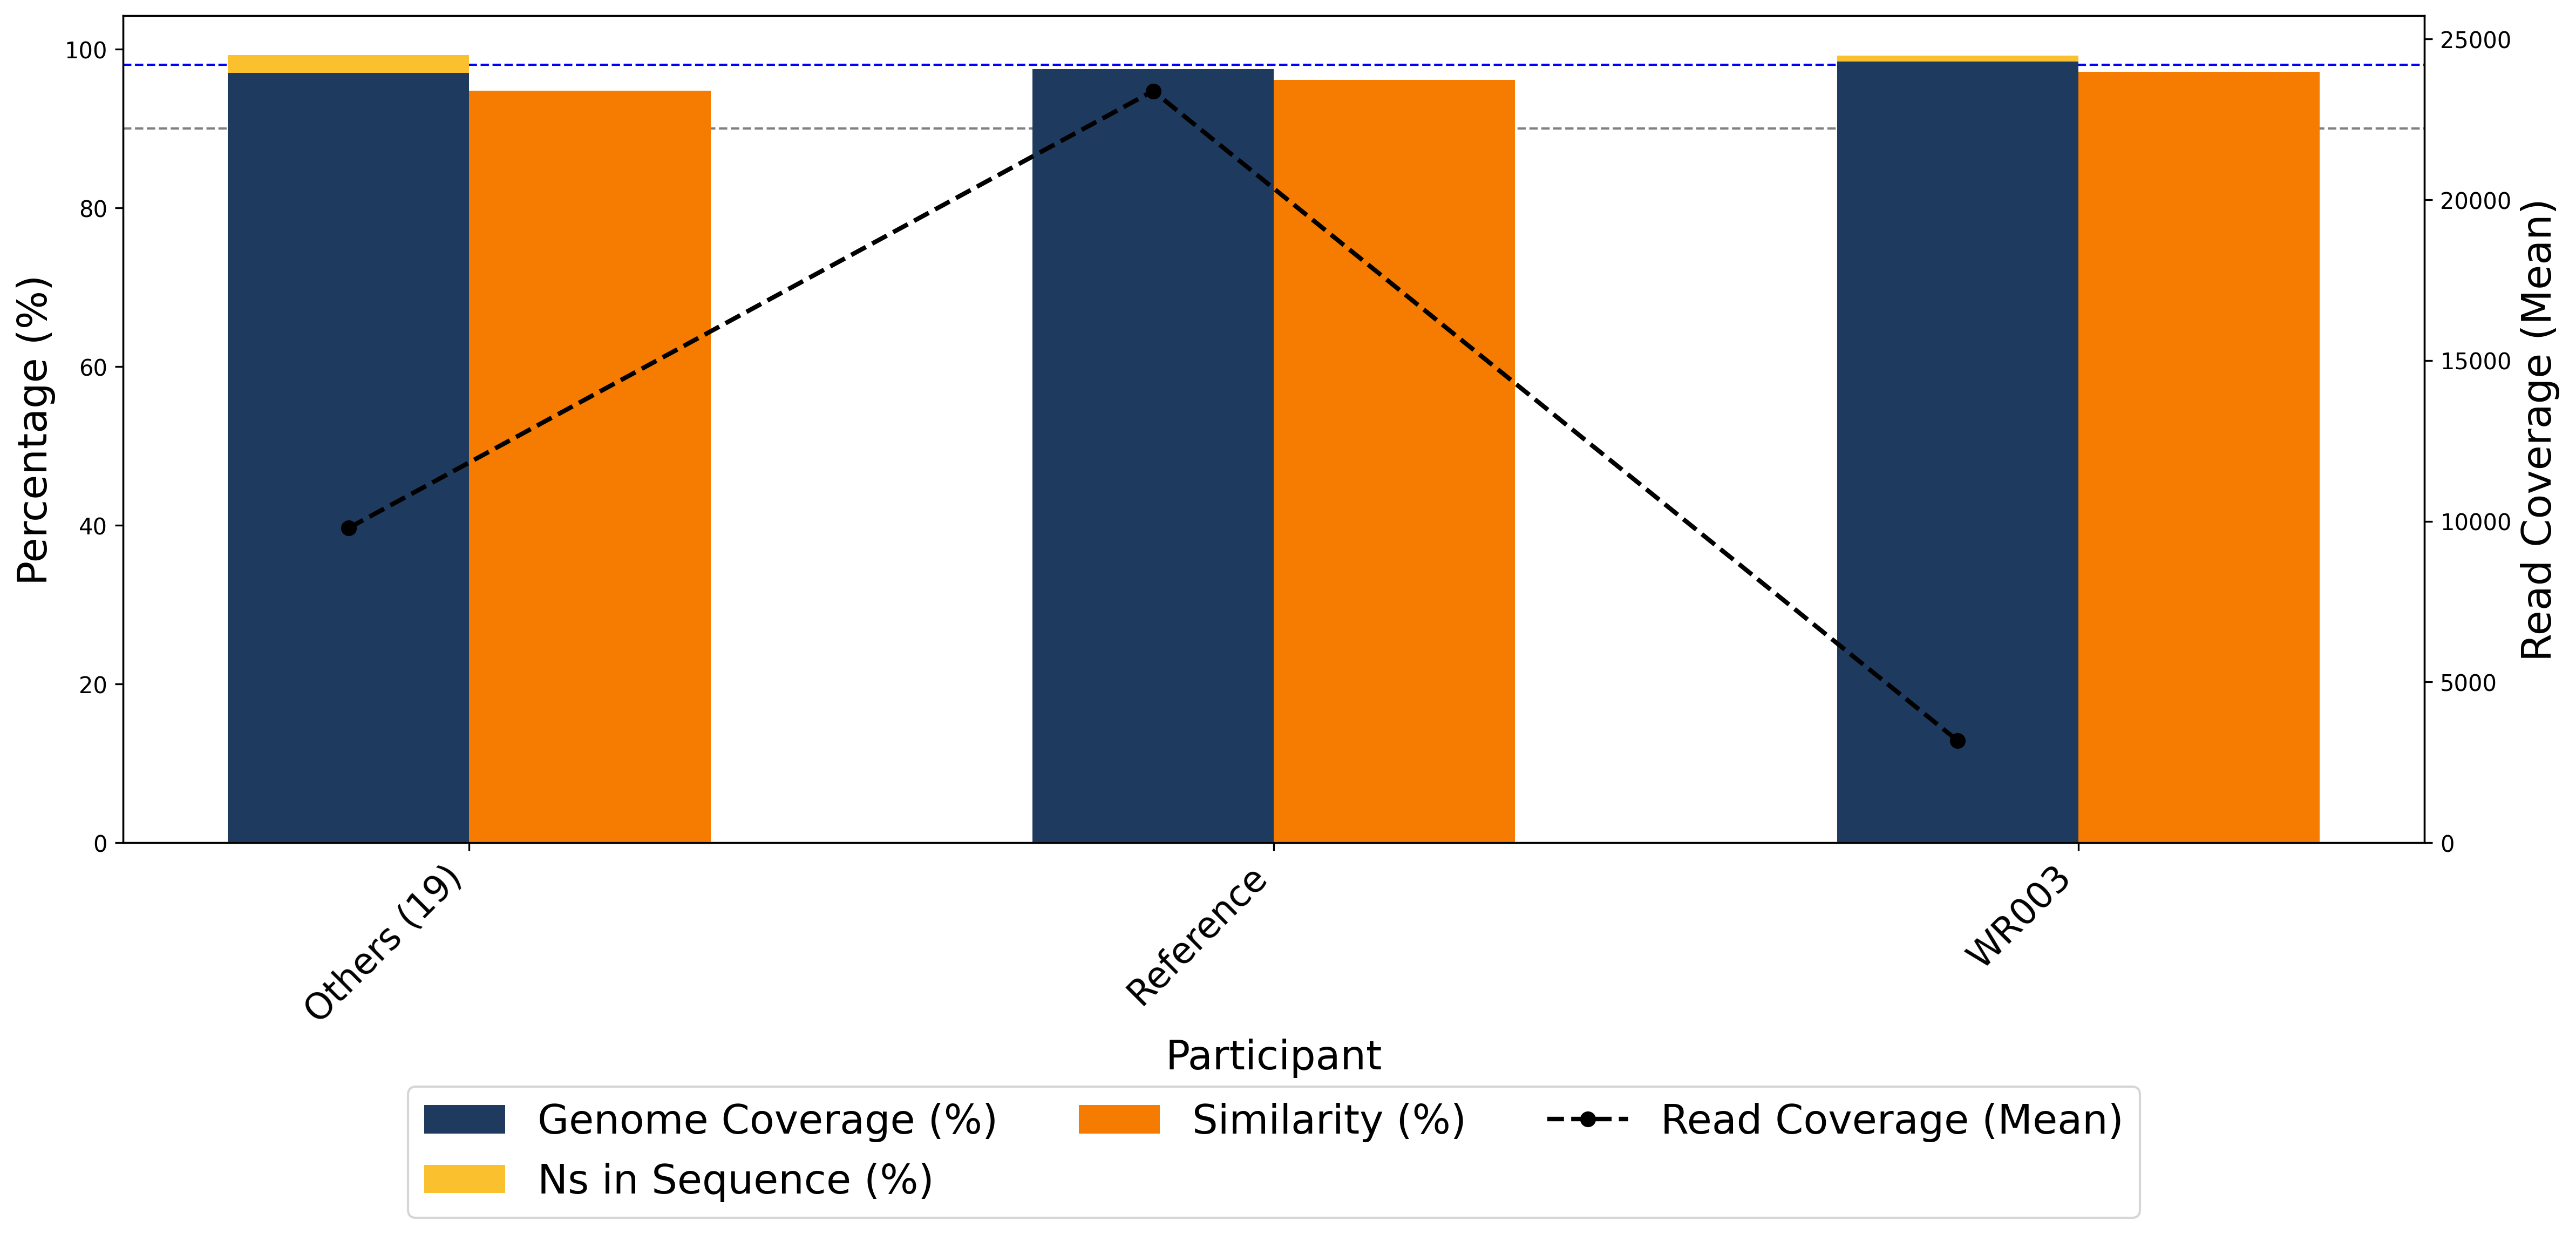 100
80
60
40
20
0
Percentage (%)
25000
20000
15000
10000
5000
0
Read Coverage (Mean)
Others (19)
Reference
WR003
Participant
Genome Coverage (%)
Ns in Sequence (%)
Similarity (%)
Read Coverage (Mean)